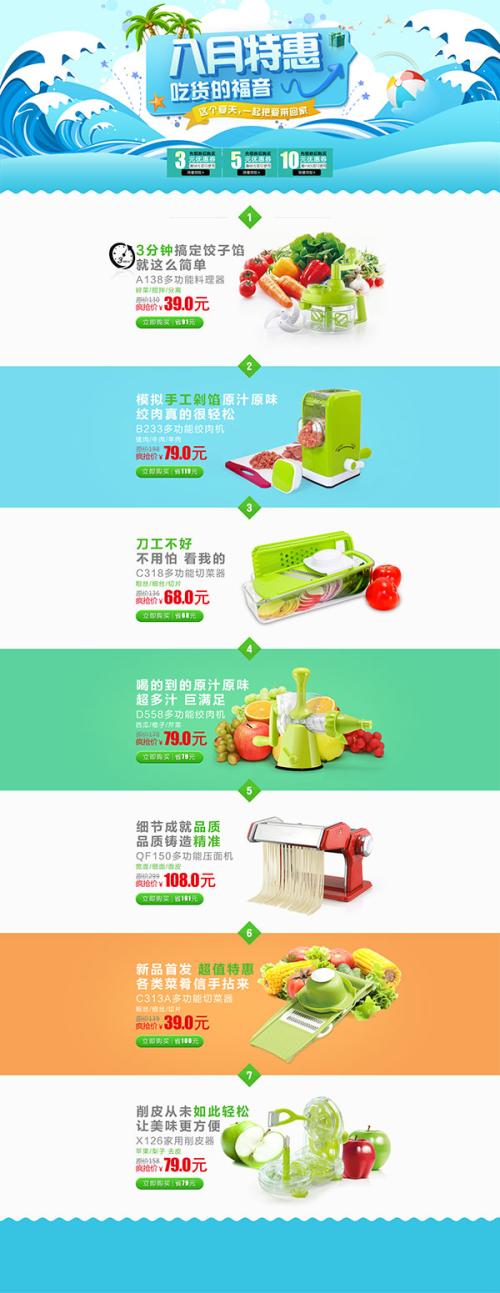 八月特惠
吃货的福音
这个夏天,一起把爱带回家
3
元优惠券
5
元优惠券
10
元优惠券
1
3分钟搞定饺子馅
就这么简单
A138多功能料理器
碎菜/搅拌/分离
原价130
疯抢价¥39.0元
立即购买 | 省91元
2
模拟手工剁馅原汁原味
绞肉真的很轻松
B233多功能绞肉机
猪肉/牛肉/羊肉
原价198
疯抢价¥79.0元
立即购买 | 省119元
3
刀工不好
不用怕 看我的
C318多功能切菜器
粗丝/细丝/切片
原价136
疯抢价¥68.0元
立即购买 | 省68元
4
喝的到的原汁原味
超多汁 巨满足
D558多功能绞肉机
西瓜/橙子/芹菜
疯抢价¥79.0元
立即购买 | 省79元
5
细节成就品质
品质铸造精准
QF150多功能压面机
宽面/细面/面皮
原价299
疯抢价¥108.0元
立即购买 | 省191元
6
新品首发 超值特惠
各类菜肴信手拈来
C313A多功能切菜器
粗丝/细丝/切片
原价139
疯抢价¥39.0元
立即购买 | 省100元
7
削皮从未如此轻松
让美味更方便
X126家用削皮器
苹果/梨子 去皮
原价158
疯抢价¥79.0元
立即购买 | 省79元